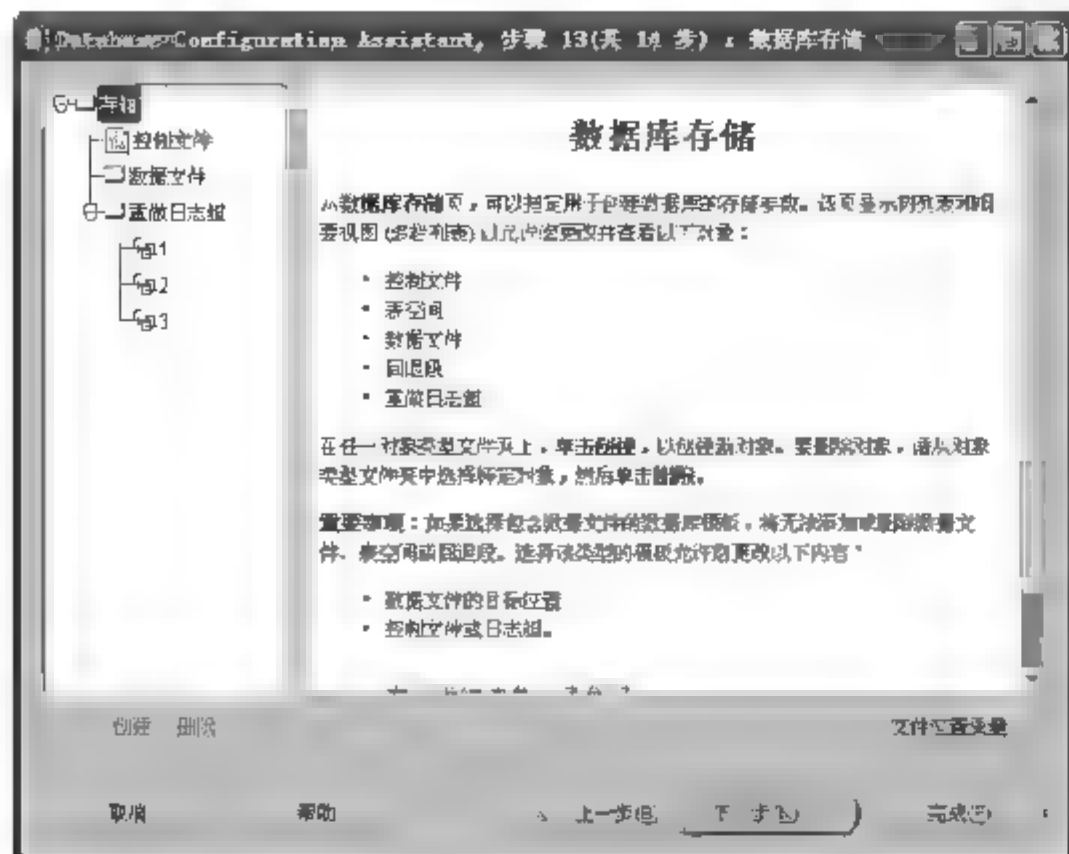 Database Configuration Assistant, 步骤 13(共 14 步) : 数据库存储
存储
控制文件
数据文件
重做日志组
1
2
3
数据库存储
从数据库存储页,可以指定用于创建数据库的存储参数。该页显示树列表和概
要视图 (多栏列表) 以允许您更改并查看以下对象:
• 控制文件
• 表空间
• 数据文件
• 回退段
• 重做日志组
在任一对象类型文件夹上,单击创建,以创建新对象。要删除对象,请从对象
类型文件夹中选择特定对象,然后单击删除。
重要事项:如果选择包含数据文件的数据库模板,将无法添加或删除数据文
件、表空间或回退段。选择该类型的模板允许您更改以下内容:
• 数据文件的目标位置
• 控制文件或日志组。
创建 删除
文件位置变量
取消 帮助 上一步(B) 下一步(N) 完成(F)